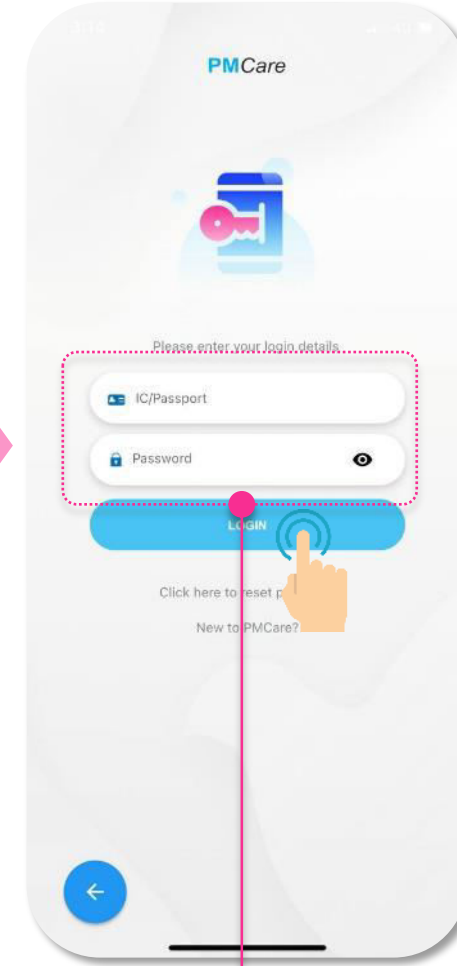 PMCare
Please enter your login details
IC/Passport
Password
LOGIN
Click here to reset
New to PMCare?